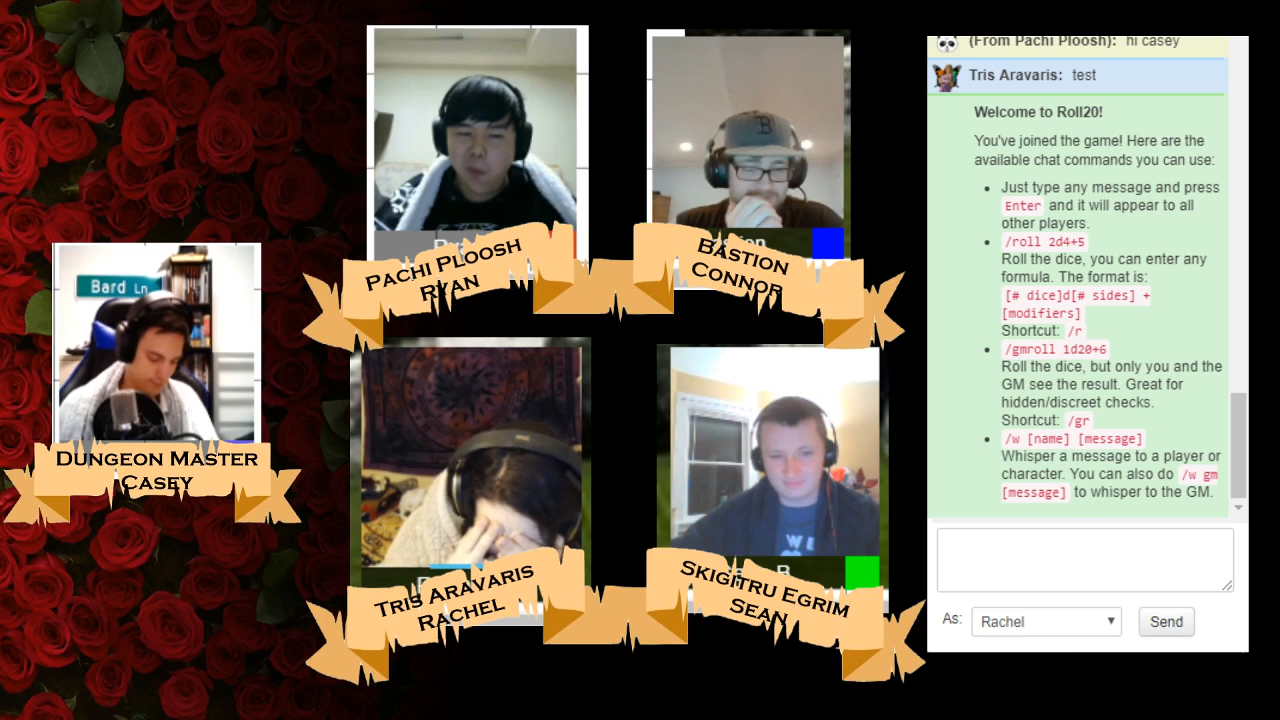 Bard Ln
DUNGEON MASTER
CASEY
PACHI PLOOSH
RYAN
BASTION
CONNOR
TRIS ARAVARIS
RACHEL
SKIGITRU EGRIM
SEAN
B
W E
(From Pachi Ploosh): hi casey
Tris Aravaris: test
Welcome to Roll20!
You've joined the game! Here are the
available chat commands you can use:
Just type any message and press
Enter and it will appear to all
other players.
/roll 2d4+5
Roll the dice, you can enter any
formula. The format is:
[# dice]d[# sides] +
[modifiers]
Shortcut: /r
/gmroll 1d20+6
Roll the dice, but only you and the
GM see the result. Great for
hidden/discreet checks.
Shortcut: /gr
/w [name] [message]
Whisper a message to a player or
character. You can also do /w gm
[message] to whisper to the GM.
As: Rachel Send